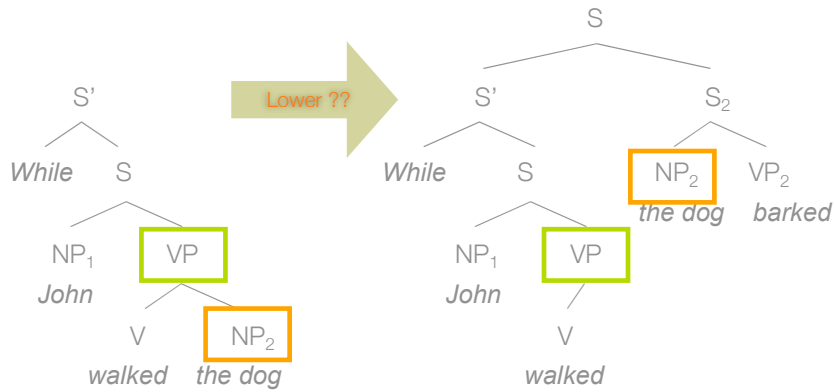 S
Lower ??
S'
S'
S₂
While
S
While
S
NP₂
VP₂
the dog
barked
NP₁
VP
NP₁
VP
John
John
V
NP₂
V
walked
the dog
walked